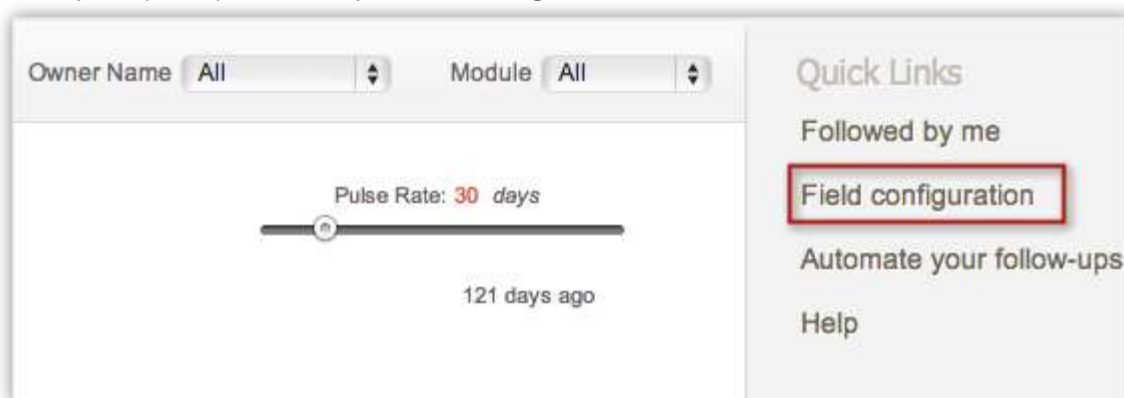 Owner Name All Module All
Pulse Rate: 30 days
121 days ago
Quick Links
Followed by me
Field configuration
Automate your follow-ups
Help